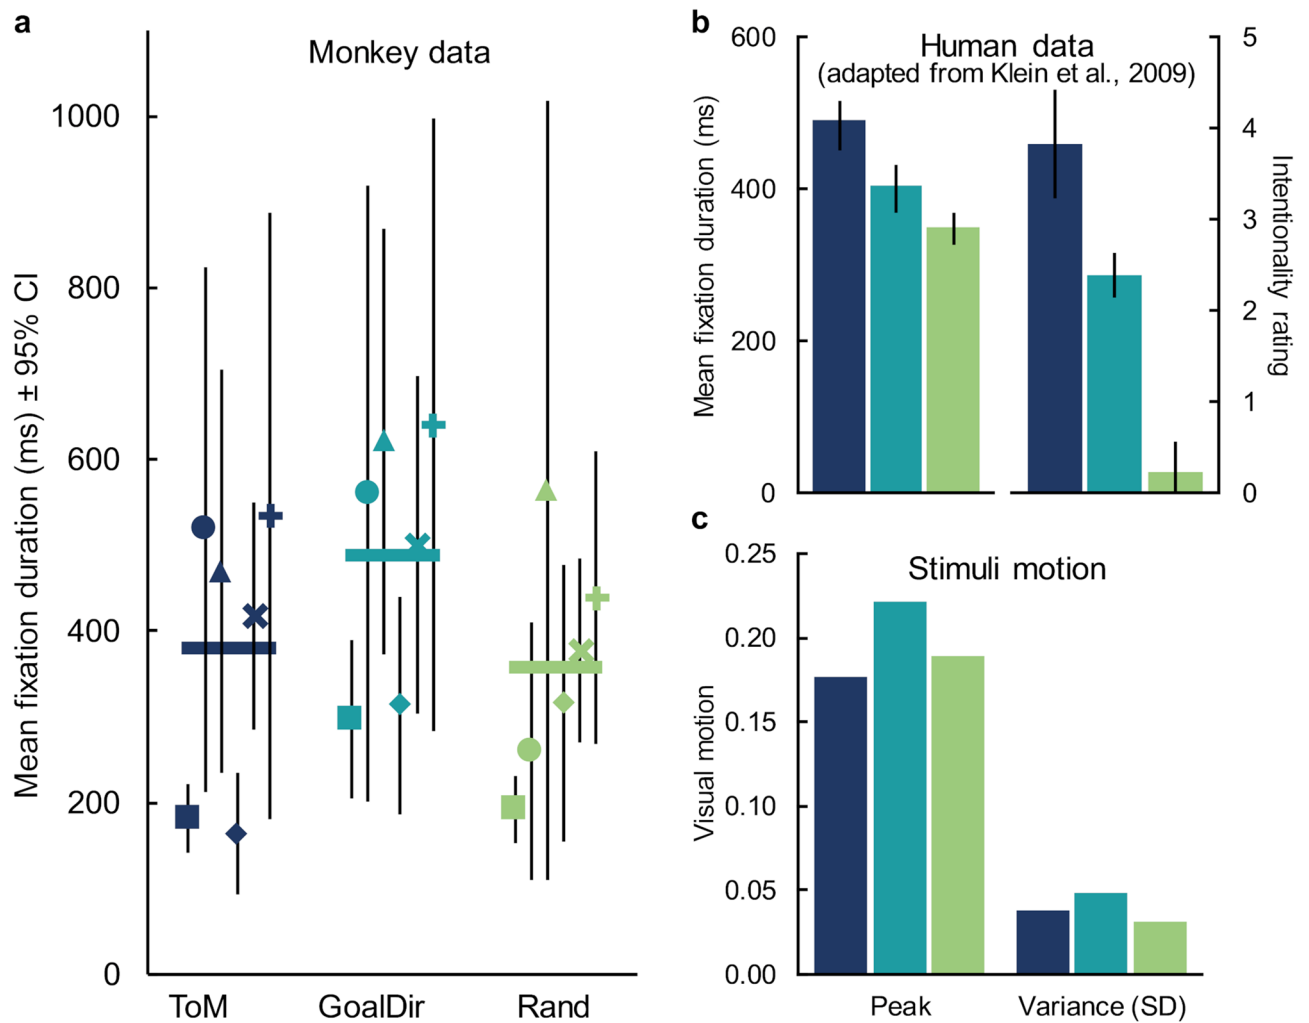 a
Monkey data
Mean fixation duration (ms) ± 95% CI
1000
800
600
400
200
0
ToM GoalDir Rand
b
Human data
(adapted from Klein et al., 2009)
Mean fixation duration (ms)
600
400
200
0
5
4
3
2
1
0
Intentionality rating
c
Stimuli motion
Visual motion
0.25
0.20
0.15
0.10
0.05
0.00
Peak Variance (SD)